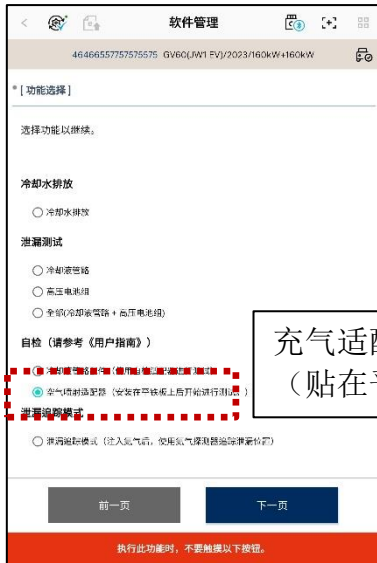 软件管理
46466557757575575 GV60(JW1 EV)/2023/160kW+160kW
* [ 功能选择 ]
选择功能以继续。
冷却水排放
冷却水排放
泄漏测试
冷却液管路
高压电池组
全部(冷却液管路 + 高压电池组)
自检（请参考《用户指南》）
空气喷射适配器（安装在平铁板上后开始进行测试）
泄漏追踪模式
泄漏追踪模式（注入氦气后，使用氦气探测器追踪泄漏位置）
充气适
（贴在
前一页 下一页
执行此功能时，不要触摸以下按钮。